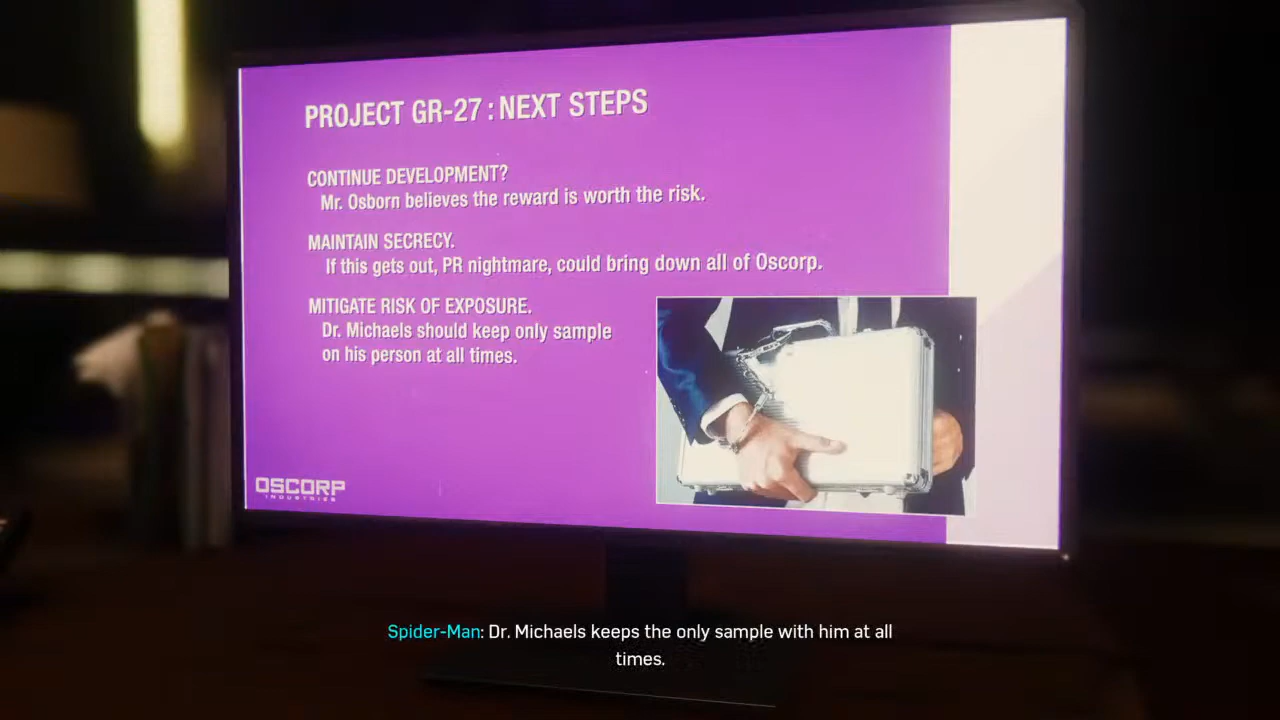 PROJECT GR-27 : NEXT STEPS
CONTINUE DEVELOPMENT?
Mr. Osborn believes the reward is worth the risk.
MAINTAIN SECRECY.
If this gets out, PR nightmare, could bring down all of Oscorp.
MITIGATE RISK OF EXPOSURE.
Dr. Michaels should keep only sample
on his person at all times.
OSCORP
INDUSTRIES
Spider-Man: Dr. Michaels keeps the only sample with him at all
times.